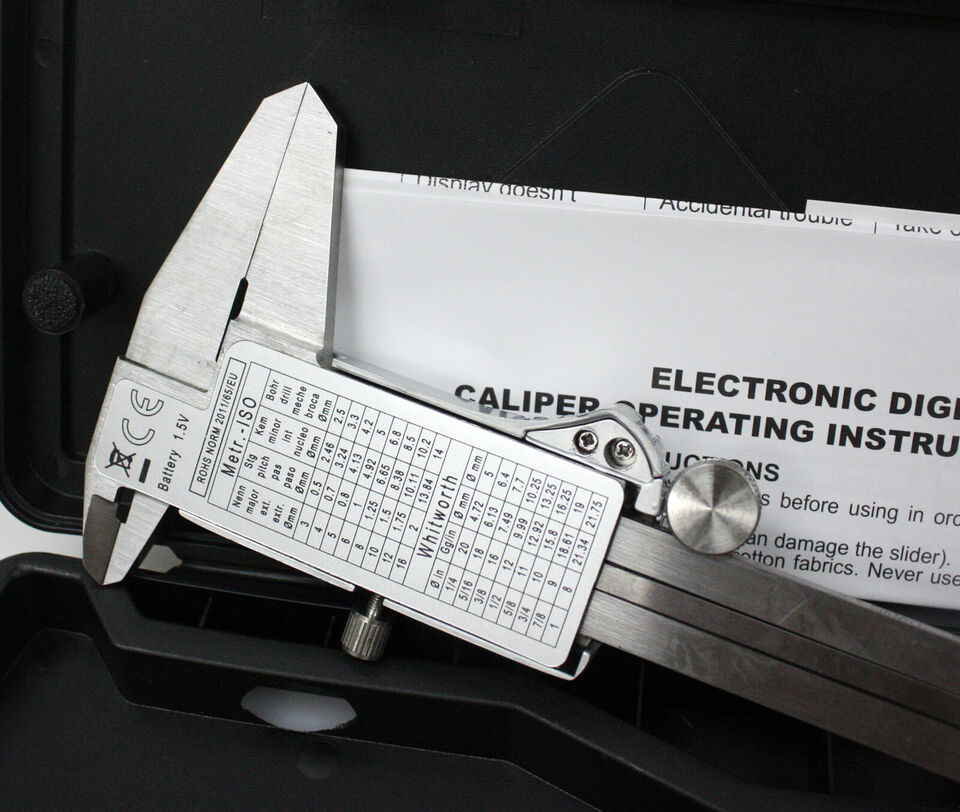 Display doesn't
Accidental trouble
Take
ELECTRONIC DIGI
CALIPER OPERATING INSTRU
UCTIONS
s before using in orc
an damage the slider).
otton fabrics. Never use
CE
Battery 1.5V
ROHS NORM 2011/65/EU
Metr.-ISO
Nenn Stg Kern Bohr
major pitch minor drill
ext. pas int meche
extr. paso nucleo broca
Ømm Ømm Ømm Ømm
3 0.5 2.46 2.5
4 0.7 3.24 3.3
5 0.8 4.13 4.2
6 1 4.92 5
8 1.25 6.65 6.8
10 1.5 8.38 8.5
12 1.75 10.11 10.2
16 2 13.84 14
Whitworth
Ø in Gg/in Ø mm Ø mm
1/4 20 4.72 5
5/16 18 6.13 6.4
3/8 16 7.49 7.7
1/2 12 9.99 10.25
5/8 11 12.92 13.25
3/4 10 15.8 16.25
7/8 9 18.61 19
1 8 21.34 21.75